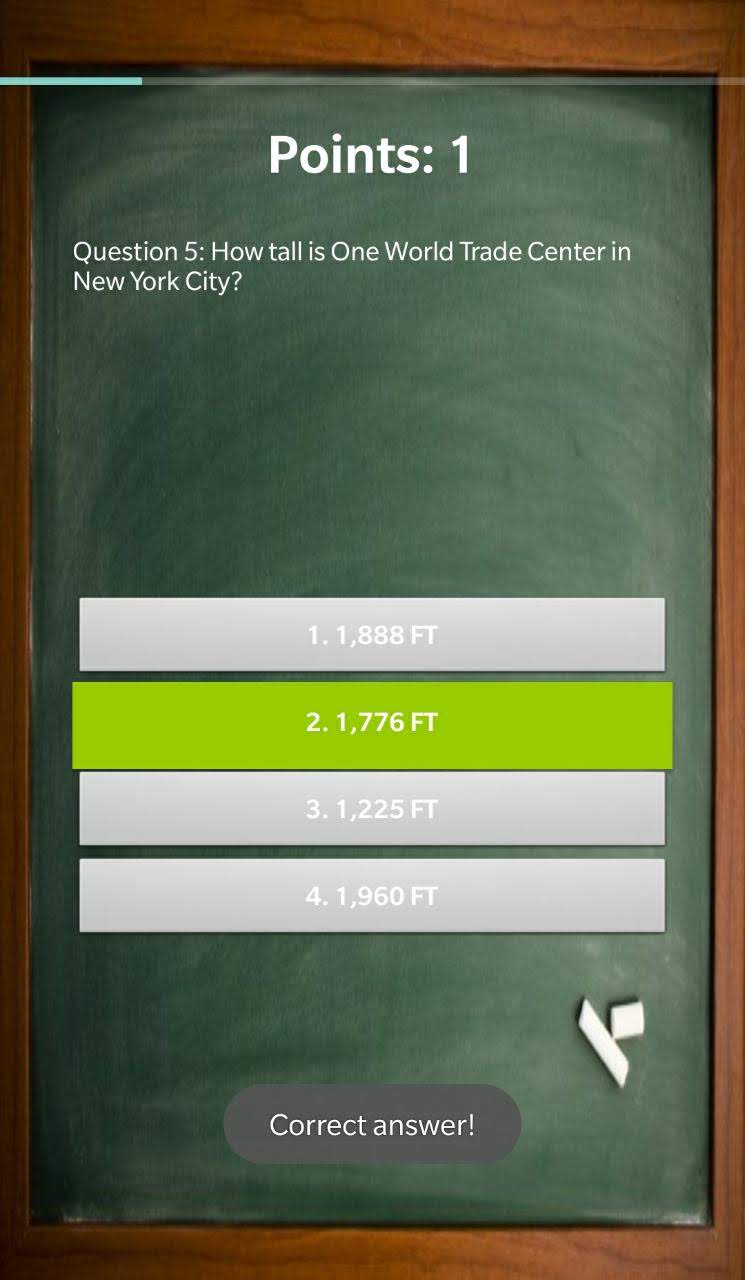 Points: 1
Question 5: How tall is One World Trade Center in
New York City?
1. 1,888 FT
2. 1,776 FT
3. 1,225 FT
4. 1,960 FT
Correct answer!